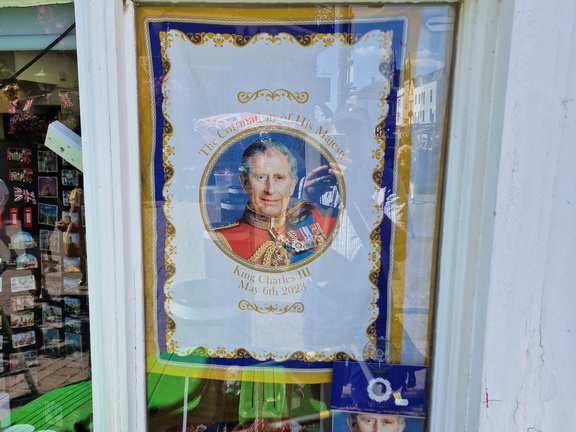 The Coronation of His Majesty
King Charles III
May 6th 2023